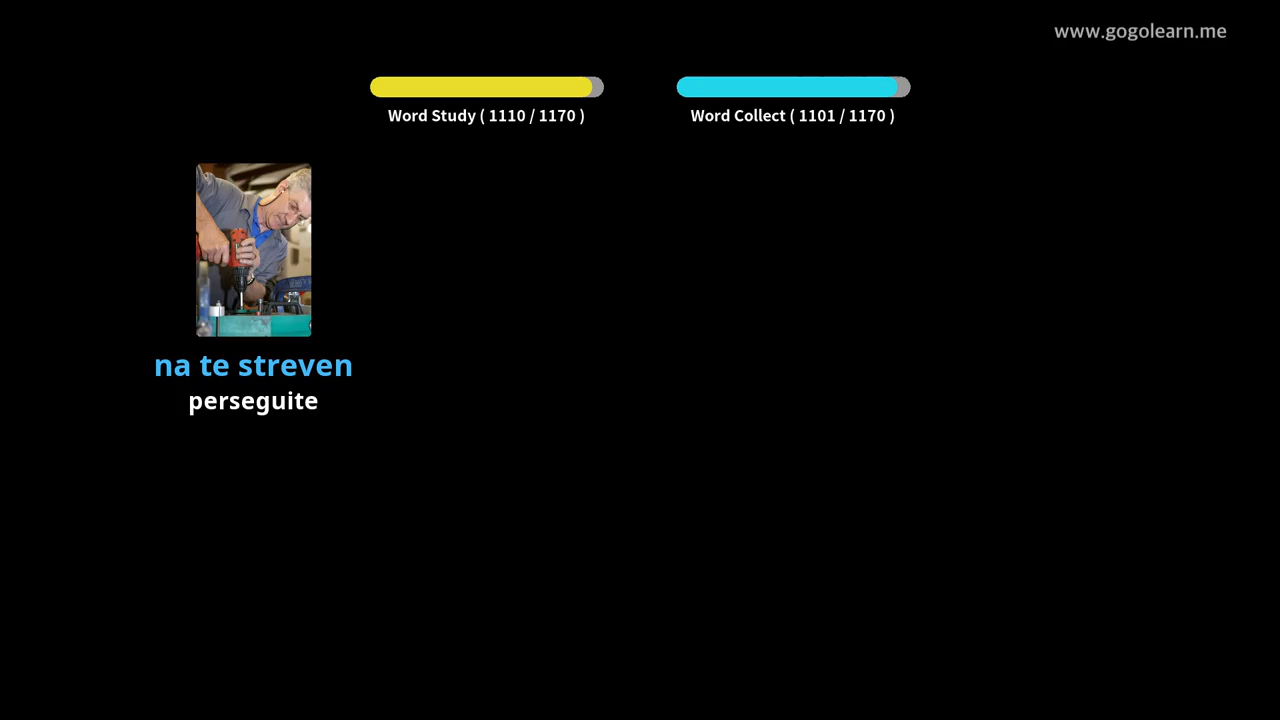 www.gogolearn.me
Word Study ( 1110 / 1170 )
Word Collect ( 1101 / 1170 )
na te streven
perseguite